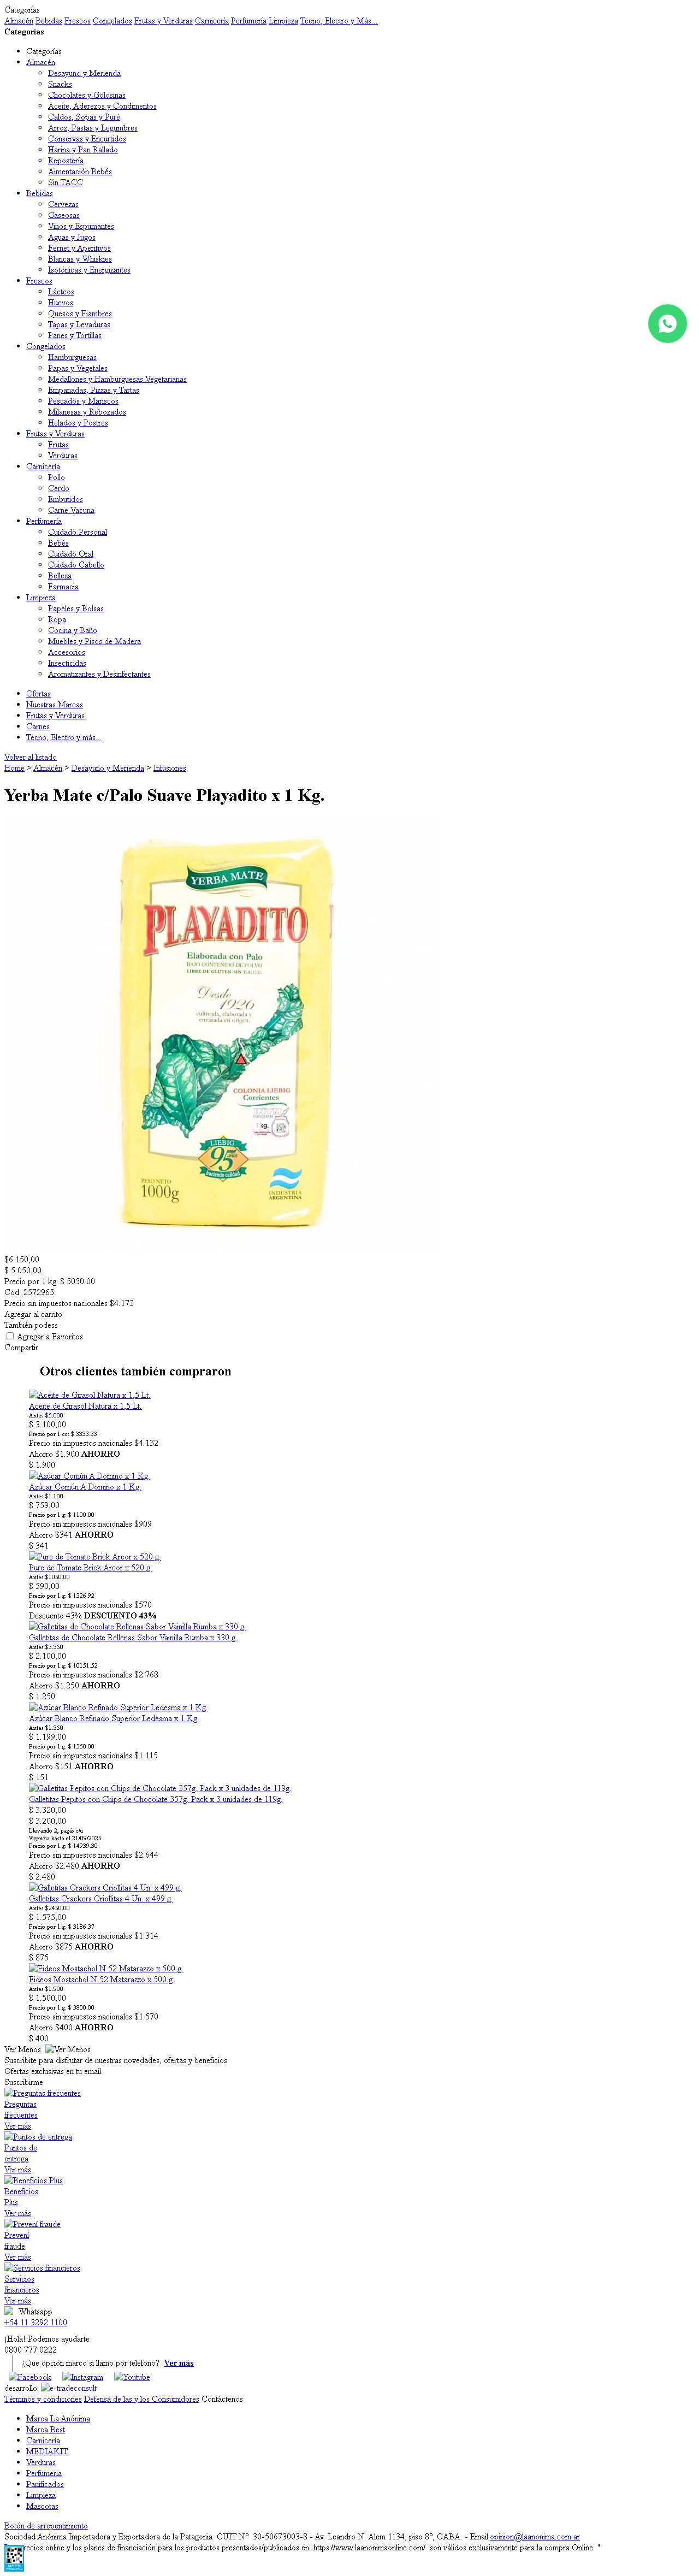 Categorías
Almacén Bebidas Frescos Congelados Frutas y Verduras Carnicería Perfumería Limpieza Tecno, Electro y Más...
Categorías
Categorías
Almacén
Desayuno y Merienda
Snacks
Chocolates y Golosinas
Aceite, Aderezos y Condimentos
Caldos, Sopas y Puré
Arroz, Pastas y Legumbres
Conservas y Encurtidos
Harina y Pan Rallado
Repostería
Aimentación Bebés
Sin TACC
Bebidas
Cervezas
Gaseosas
Vinos y Espumantes
Aguas y Jugos
Fernet y Aperitivos
Blancas y Whiskies
Isotónicas y Energizantes
Frescos
Lácteos
Huevos
Quesos y Fiambres
Tapas y Levaduras
Panes y Tortillas
Congelados
Hamburguesas
Papas y Vegetales
Medallones y Hamburguesas Vegetarianas
Empanadas, Pizzas y Tartas
Pescados y Mariscos
Milanesas y Rebozados
Helados y Postres
Frutas y Verduras
Frutas
Verduras
Carnicería
Pollo
Cerdo
Embutidos
Carne Vacuna
Perfumería
Cuidado Personal
Bebés
Cuidado Oral
Cuidado Cabello
Belleza
Farmacia
Limpieza
Papeles y Bolsas
Ropa
Cocina y Baño
Muebles y Pisos de Madera
Accesorios
Insecticidas
Aromatizantes y Desinfectantes
Ofertas
Nuestras Marcas
Frutas y Verduras
Carnes
Tecno, Electro y más...
Volver al listado
Home > Almacén > Desayuno y Merienda > Infusiones
Yerba Mate c/Palo Suave Playadito x 1 Kg.
YERBA MATE
PLAYADITO
Elaborada con Palo
BAJO CONTENIDO DE POLVO
LIBRE DE GLUTEN-SIN T.A.C.C.
Desde 1926
cultivada, elaborada y
envasada en origen.
COLONIA LIEBIG
Corrientes
1kg.
LIEBIG
95
haciendo calidad
PESO NETO
1000g
INDUSTRIA
ARGENTINA
$6.150,00
$ 5.050,00
Precio por 1 kg: $ 5050.00
Cod. 2572965
Precio sin impuestos nacionales $4.173
Agregar al carrito
También podess
Agregar a Favoritos
Compartir
Otros clientes también compraron
Aceite de Girasol Natura x 1,5 Lt.
Aceite de Girasol Natura x 1,5 Lt.
Antes $5.000
$ 3.100,00
Precio por 1 cc: $ 3333.33
Precio sin impuestos nacionales $4.132
Ahorro $1.900 AHORRO
$ 1.900
Azúcar Común A Domino x 1 Kg.
Azúcar Común A Domino x 1 Kg.
Antes $1.100
$ 759,00
Precio por 1 g: $ 1100.00
Precio sin impuestos nacionales $909
Ahorro $341 AHORRO
$ 341
Pure de Tomate Brick Arcor x 520 g.
Pure de Tomate Brick Arcor x 520 g.
Antes $1050.00
$ 590,00
Precio por 1 g: $ 1326.92
Precio sin impuestos nacionales $570
Descuento 43% DESCUENTO 43%
Galletitas de Chocolate Rellenas Sabor Vainilla Rumba x 330 g.
Galletitas de Chocolate Rellenas Sabor Vainilla Rumba x 330 g.
Antes $3.350
$ 2.100,00
Precio por 1 g: $ 10151.52
Precio sin impuestos nacionales $2.768
Ahorro $1.250 AHORRO
$ 1.250
Azúcar Blanco Refinado Superior Ledesma x 1 Kg.
Azúcar Blanco Refinado Superior Ledesma x 1 Kg.
Antes $1.350
$ 1.199,00
Precio por 1 g: $ 1350.00
Precio sin impuestos nacionales $1.115
Ahorro $151 AHORRO
$ 151
Galletitas Pepitos con Chips de Chocolate 357g. Pack x 3 unidades de 119g.
Galletitas Pepitos con Chips de Chocolate 357g. Pack x 3 unidades de 119g.
$ 3.320,00
$ 3.200,00
Llevando 2, pagás c/u
Vigencia hasta el 21/09/2025
Precio por 1 g: $ 14939.30
Precio sin impuestos nacionales $2.644
Ahorro $2.480 AHORRO
$ 2.480
Galletitas Crackers Criollitas 4 Un. x 499 g.
Galletitas Crackers Criollitas 4 Un. x 499 g.
Antes $2450.00
$ 1.575,00
Precio por 1 g: $ 3186.37
Precio sin impuestos nacionales $1.314
Ahorro $875 AHORRO
$ 875
Fideos Mostachol N 52 Matarazzo x 500 g.
Fideos Mostachol N 52 Matarazzo x 500 g.
Antes $1.900
$ 1.500,00
Precio por 1 g: $ 3800.00
Precio sin impuestos nacionales $1.570
Ahorro $400 AHORRO
$ 400
Ver Menos Ver Menos
Suscribite para disfrutar de nuestras novedades, ofertas y beneficios
Ofertas exclusivas en tu email
Suscribirme
Preguntas frecuentes
Preguntas
frecuentes
Ver más
Puntos de entrega
Puntos de
entrega
Ver más
Beneficios Plus
Beneficios
Plus
Ver más
Prevení fraude
Prevení
fraude
Ver más
Servicios financieros
Servicios
financieros
Ver más
Whatsapp
+54 11 3292 1100
¡Hola! Podemos ayudarte
0800 777 0222
¿Que opción marco si llamo por teléfono? Ver más
Facebook Instagram Youtube
desarrollo: e-tradeconsult
Términos y condiciones Defensa de las y los Consumidores Contáctenos
Marca La Anónima
Marca Best
Carnicería
MEDIAKIT
Verduras
Perfumeria
Panificados
Limpieza
Mascotas
Botón de arrepentimiento
Sociedad Anónima Importadora y Exportadora de la Patagonia CUIT Nº 30-50673003-8 - Av. Leandro N. Alem 1134, piso 8º, CABA. - Email:opinion@laanonima.com.ar
precios online y los planes de financiación para los productos presentados/publicados en https://www.laanonimaonline.com/ son válidos exclusivamente para la compra Online. "